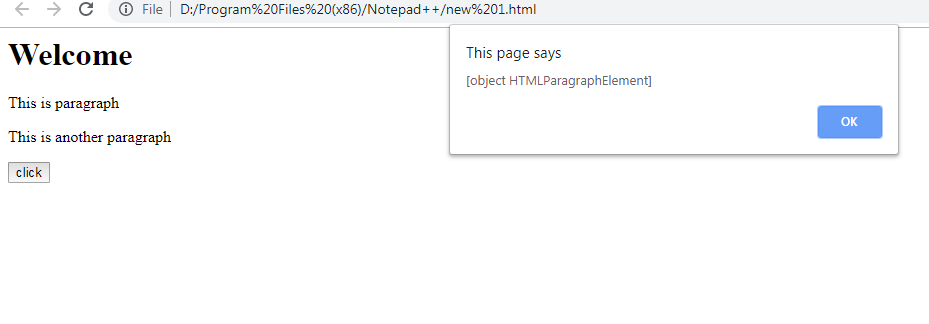 File D:/Program%20Files%20(x86)/Notepad++/new%201.html
Welcome
This is paragraph
This is another paragraph
click
This page says
[object HTMLParagraphElement]
OK